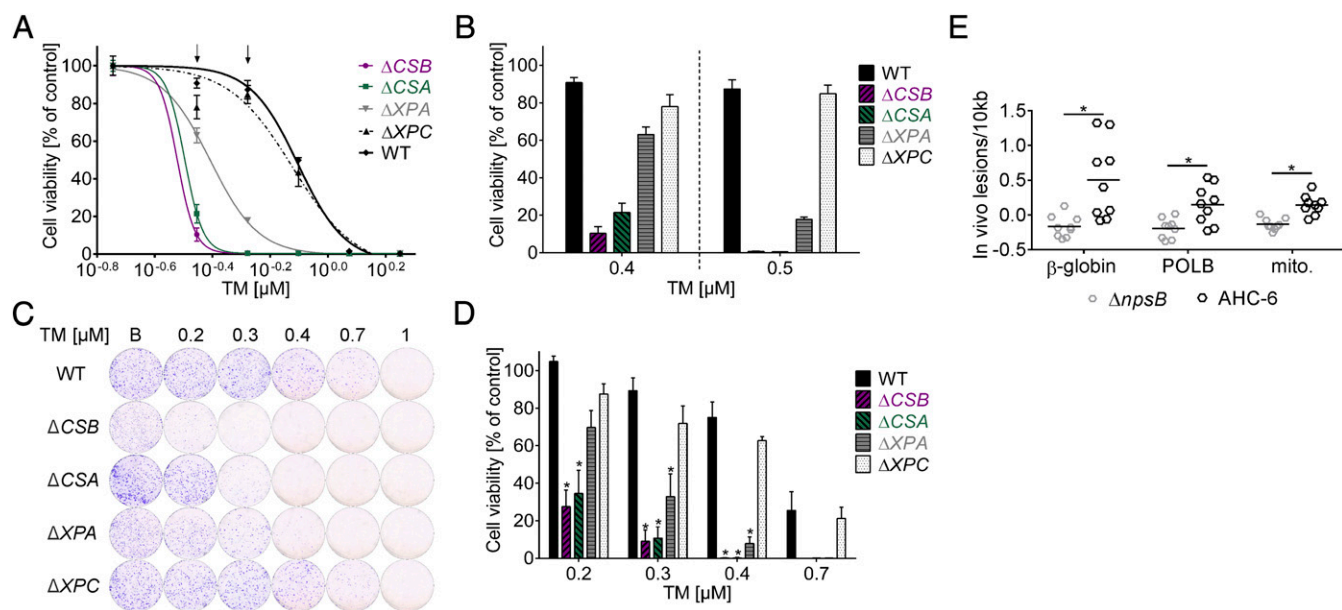 A
Cell viability [% of control]
100
80
60
40
20
0
10^-0.8 10^-0.6 10^-0.4 10^-0.2 10^0.0 10^0.2
TM [µM]
ΔCSB
ΔCSA
ΔXPA
ΔXPC
WT
B
Cell viability [% of control]
100
80
60
40
20
0
0.4 0.5
TM [µM]
WT
ΔCSB
ΔCSA
ΔXPA
ΔXPC
E
In vivo lesions/10kb
1.5
1.0
0.5
0.0
-0.5
* * *
β-globin POLB mito.
ΔnpsB AHC-6
C
TM [µM] B 0.2 0.3 0.4 0.7 1
WT
ΔCSB
ΔCSA
ΔXPA
ΔXPC
D
Cell viability [% of control]
100
80
60
40
20
0
* * * * * * * *
0.2 0.3 0.4 0.7
TM [µM]
WT
ΔCSB
ΔCSA
ΔXPA
ΔXPC